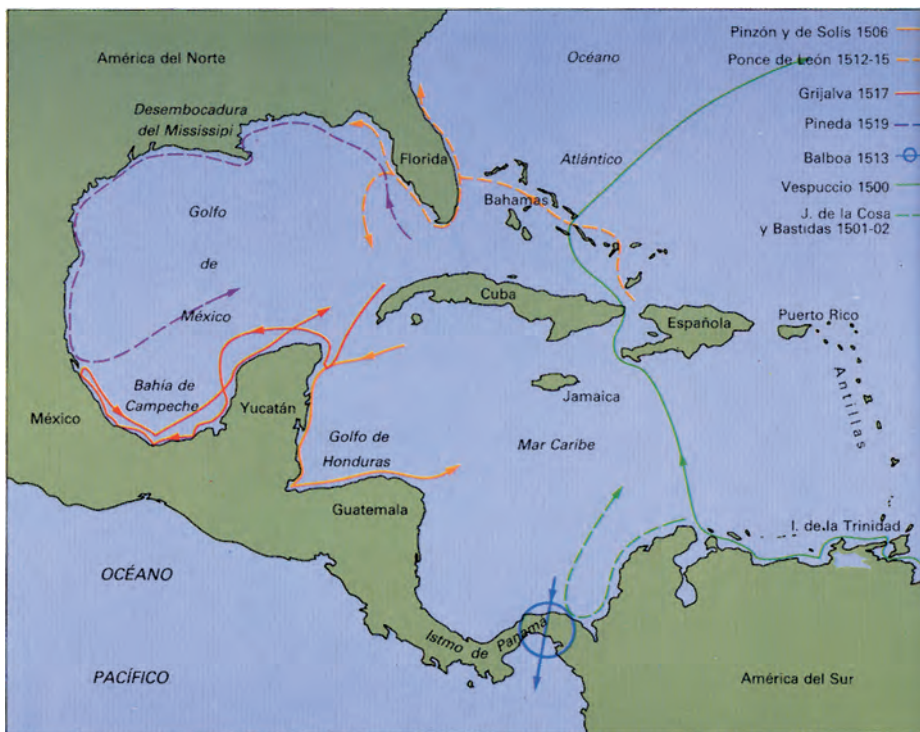 Pinzón y de Solís 1506
Ponce de León 1512-15
Grijalva 1517
Pineda 1519
Balboa 1513
Vespuccio 1500
J. de la Cosa
y Bastidas 1501-02
América del Norte
Océano
Desembocadura
del Mississipi
Florida
Atlántico
Bahamas
Golfo
de
México
Cuba
Española
Puerto Rico
Antillas
Bahía de
Campeche
Yucatán
México
Jamaica
Golfo de
Honduras
Mar Caribe
Guatemala
I. de la Trinidad
OCÉANO
PACÍFICO
Istmo de Panamá
América del Sur